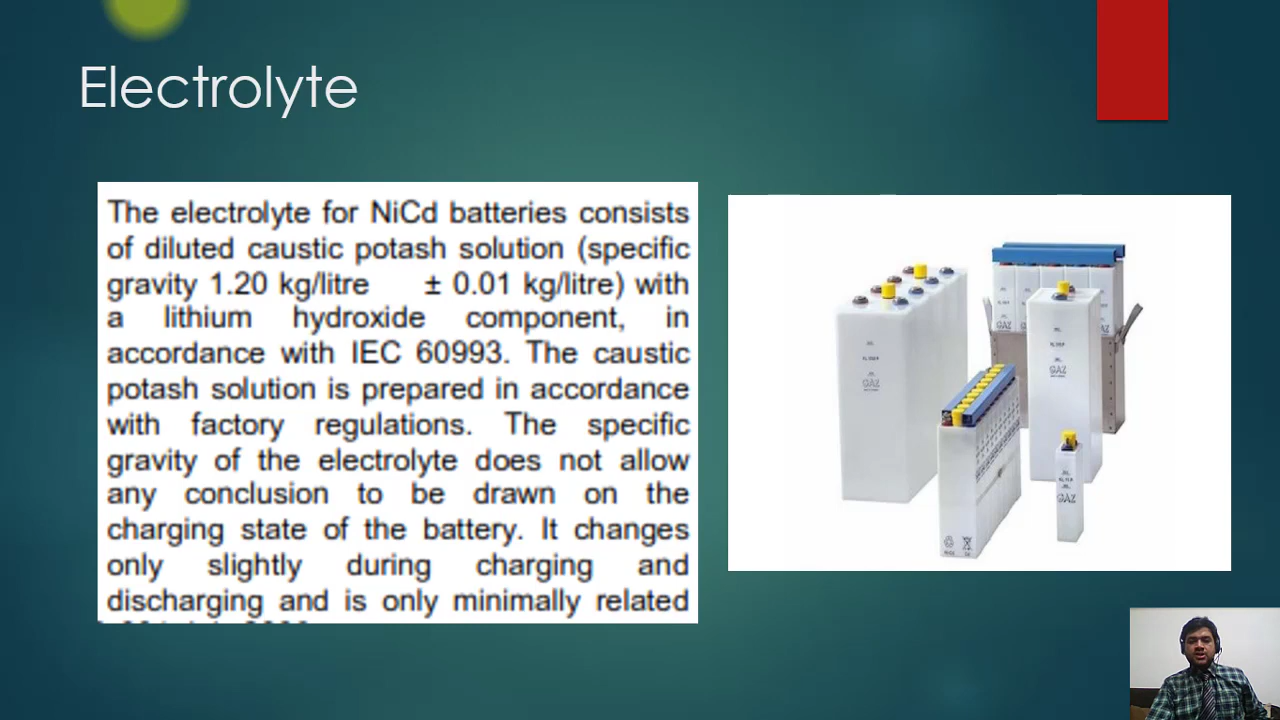 Electrolyte
The electrolyte for NiCd batteries consists
of diluted caustic potash solution (specific
gravity 1.20 kg/litre ± 0.01 kg/litre) with
a lithium hydroxide component, in
accordance with IEC 60993. The caustic
potash solution is prepared in accordance
with factory regulations. The specific
gravity of the electrolyte does not allow
any conclusion to be drawn on the
charging state of the battery. It changes
only slightly during charging and
discharging and is only minimally related
GAZ
GAZ
GAZ
GAZ